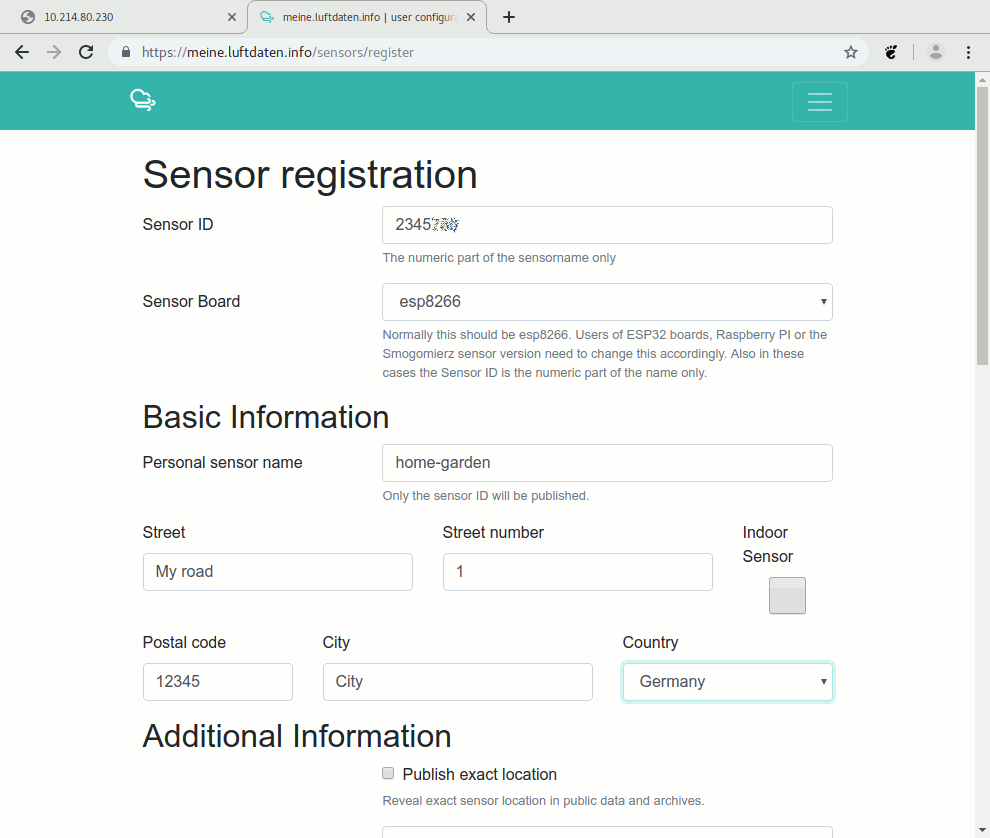 10.214.80.230
meine.luftdaten.info | user configura
https://meine.luftdaten.info/sensors/register
Sensor registration
Sensor ID
2345
The numeric part of the sensorname only
Sensor Board
esp8266
Normally this should be esp8266. Users of ESP32 boards, Raspberry PI or the
Smogomierz sensor version need to change this accordingly. Also in these
cases the Sensor ID is the numeric part of the name only.
Basic Information
Personal sensor name
home-garden
Only the sensor ID will be published.
Street
Street number
Indoor
Sensor
My road
1
Postal code
City
Country
12345
City
Germany
Additional Information
Publish exact location
Reveal exact sensor location in public data and archives.